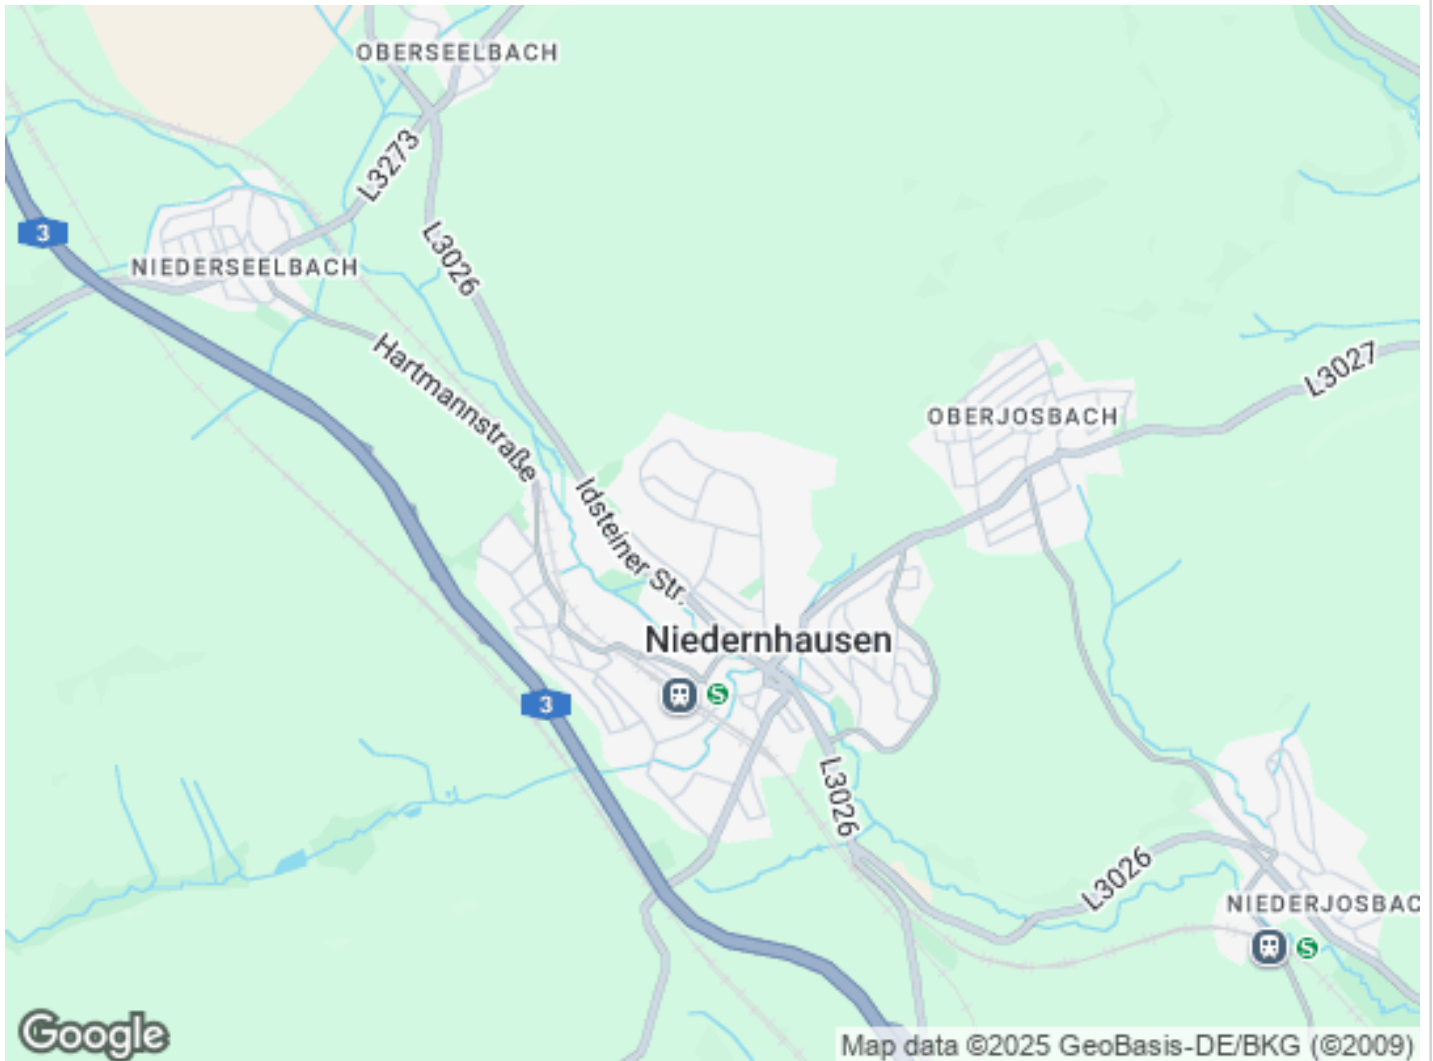 OBERSEELBACH
L3273
3
L3026
NIEDERSEELBACH
Hartmannstraße
L3027
OBERJOSBACH
Idsteiner Str.
Niedernhausen
S
3
L3026
L3026
NIEDERJOSBAC
S
Google
Map data ©2025 GeoBasis-DE/BKG (©2009)